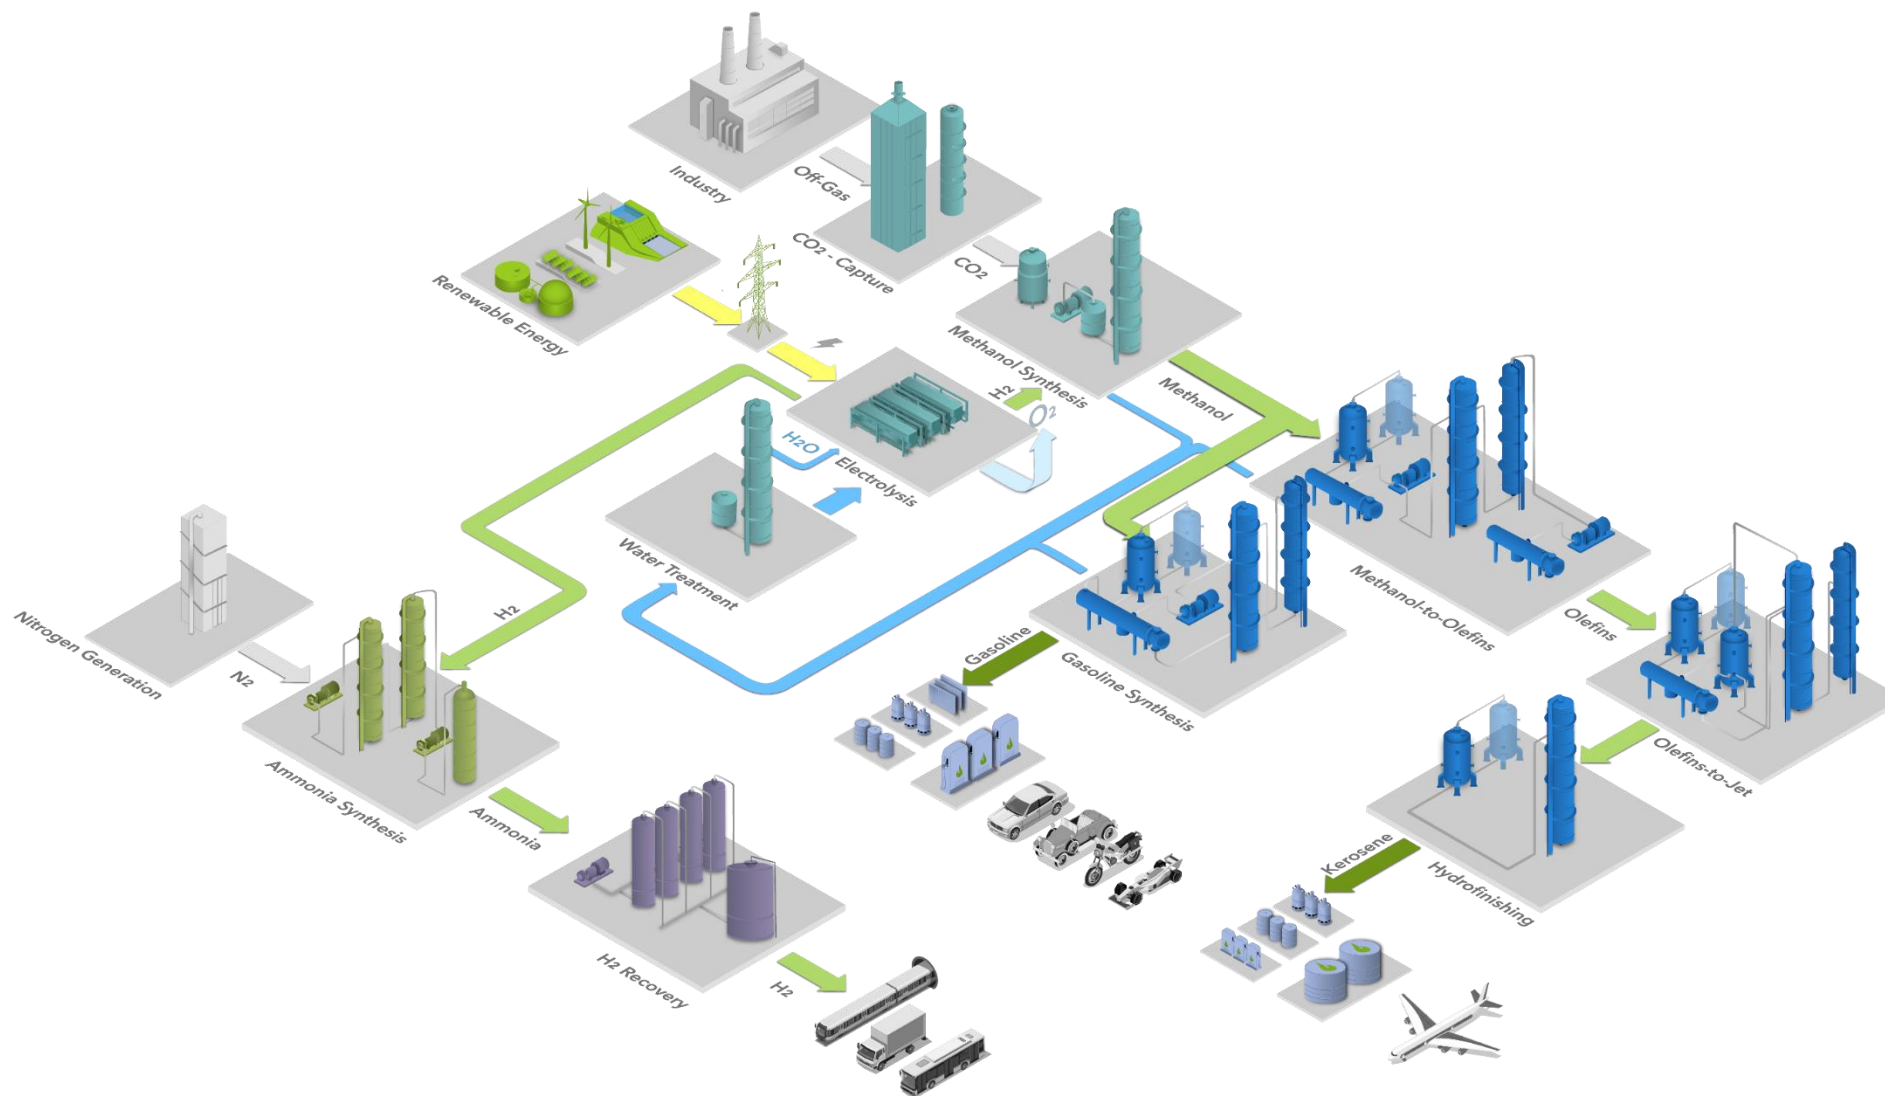 Industry
Off-Gas
CO2 - Capture
CO2
Renewable Energy
Methanol Synthesis
Methanol
H2
O2
H2O
Electrolysis
Water Treatment
H2
Nitrogen Generation
N2
Ammonia Synthesis
Ammonia
H2 Recovery
H2
Gasoline
Gasoline Synthesis
Methanol-to-Olefins
Olefins
Olefins-to-Jet
Kerosene
Hydrofinishing